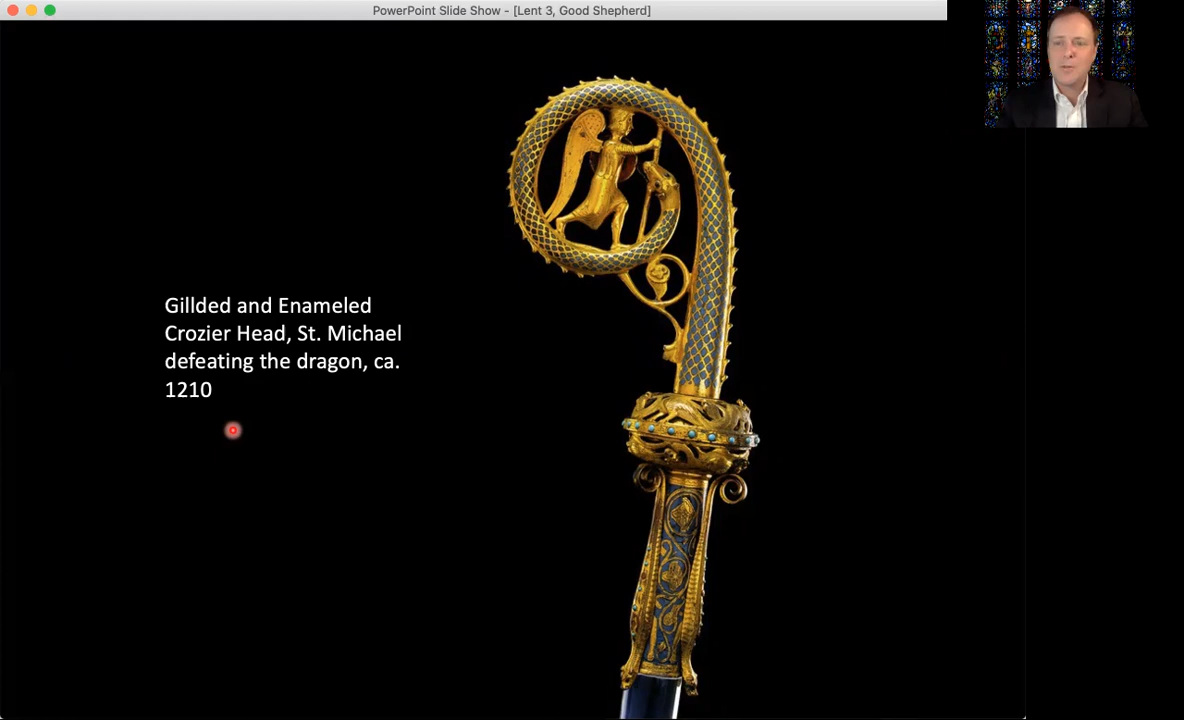 PowerPoint Slide Show - [Lent 3, Good Shepherd]
Gillded and Enameled
Crozier Head, St. Michael
defeating the dragon, ca.
1210